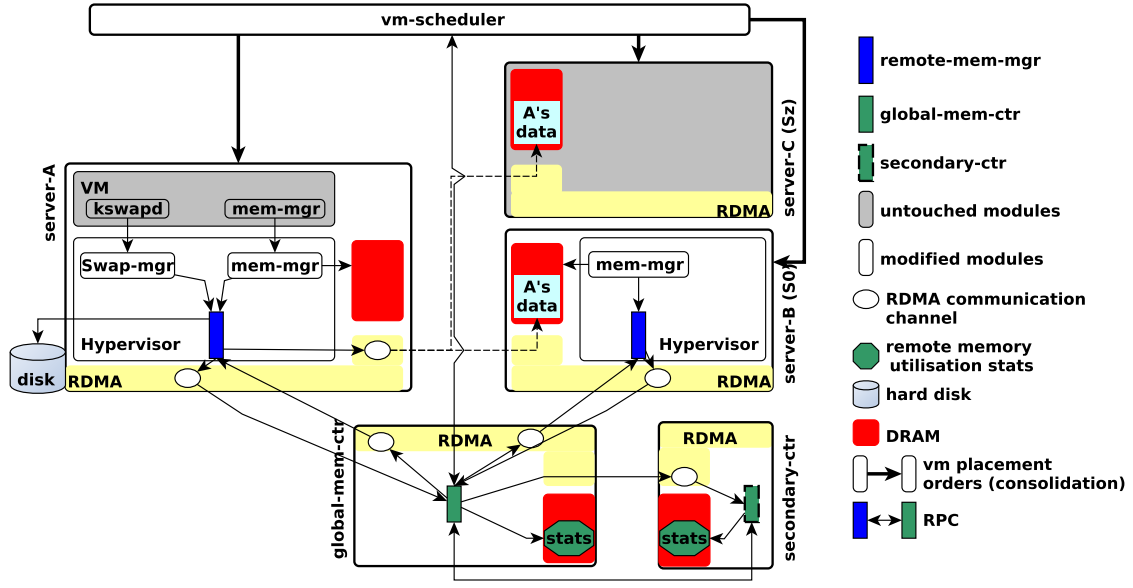 vm-scheduler
server-A
VM
kswapd
mem-mgr
Swap-mgr
mem-mgr
Hypervisor
disk
RDMA
A's
data
RDMA
server-C (Sz)
mem-mgr
A's
data
Hypervisor
RDMA
server-B (S0)
global-mem-ctr
RDMA
stats
RDMA
stats
secondary-ctr
remote-mem-mgr
global-mem-ctr
secondary-ctr
untouched modules
modified modules
RDMA communication
channel
remote memory
utilisation stats
hard disk
DRAM
vm placement
orders (consolidation)
RPC